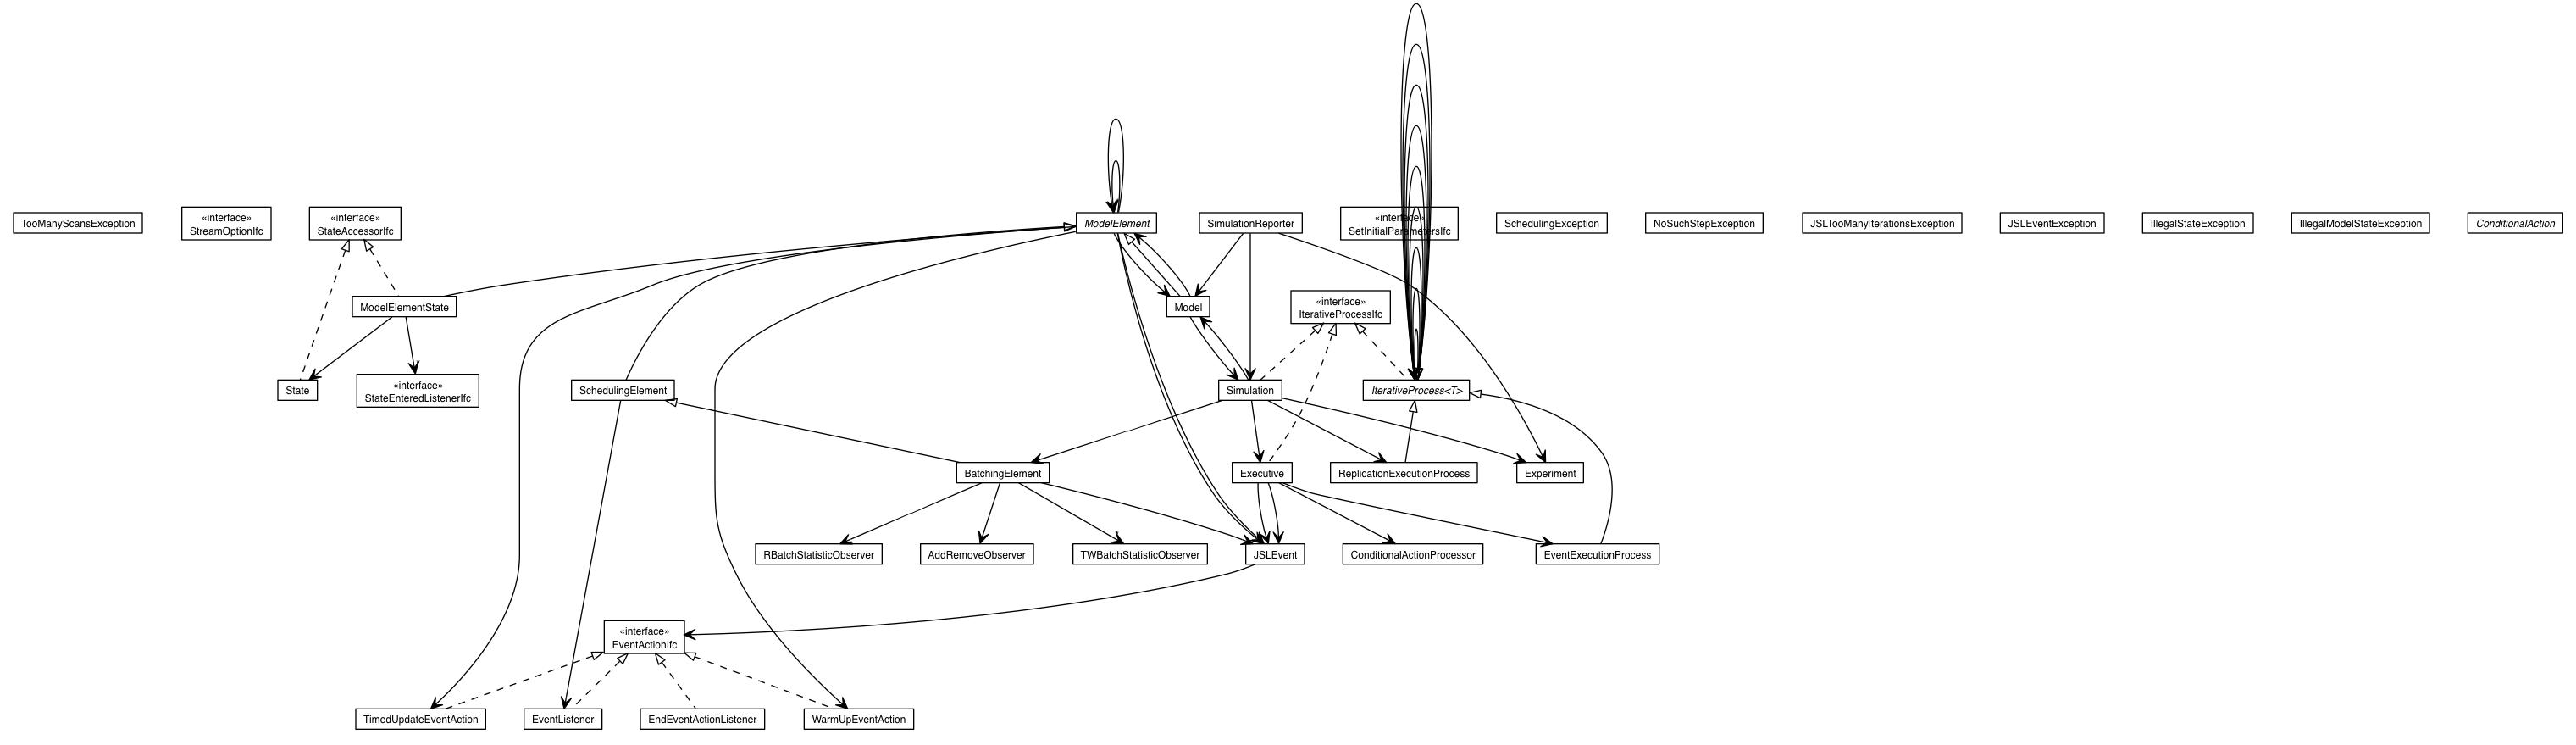 TooManyScansException
«interface»
StreamOptionIfc
«interface»
StateAccessorIfc
ModelElement
SimulationReporter
«interface»
SetInitialParametersIfc
SchedulingException
NoSuchStepException
JSLTooManyIterationsException
JSLEventException
IllegalStateException
IllegalModelStateException
ConditionalAction
ModelElementState
Model
«interface»
IterativeProcessIfc
State
«interface»
StateEnteredListenerIfc
SchedulingElement
Simulation
IterativeProcess<T>
BatchingElement
Executive
ReplicationExecutionProcess
Experiment
RBatchStatisticObserver
AddRemoveObserver
TWBatchStatisticObserver
JSLEvent
ConditionalActionProcessor
EventExecutionProcess
«interface»
EventActionIfc
TimedUpdateEventAction
EventListener
EndEventActionListener
WarmUpEventAction